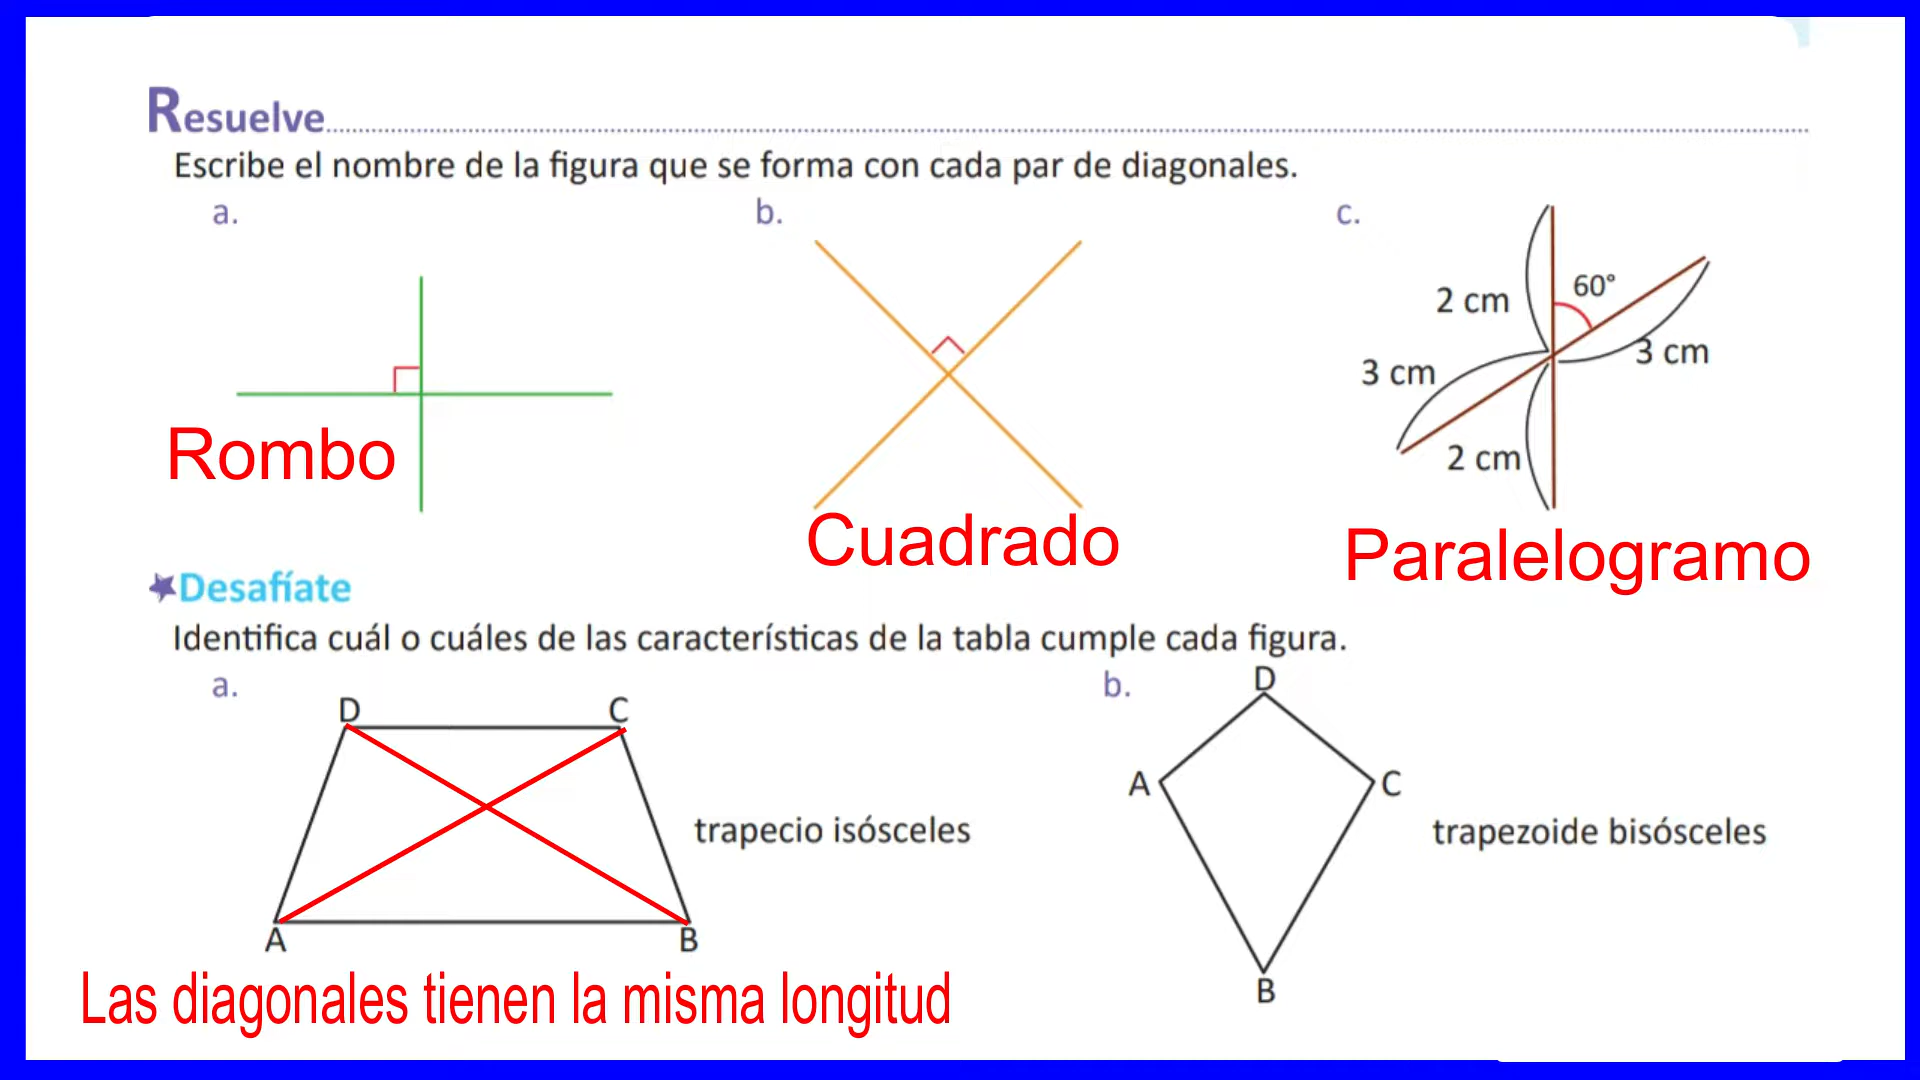 Resuelve
Escribe el nombre de la figura que se forma con cada par de diagonales.
a.
b.
c.
60°
2 cm
3 cm
3 cm
2 cm
Rombo
Cuadrado
Paralelogramo
Desafíate
Identifica cuál o cuáles de las características de la tabla cumple cada figura.
a.
b.
D
C
D
A
C
trapecio isósceles
trapezoide bisósceles
A
B
B
Las diagonales tienen la misma longitud